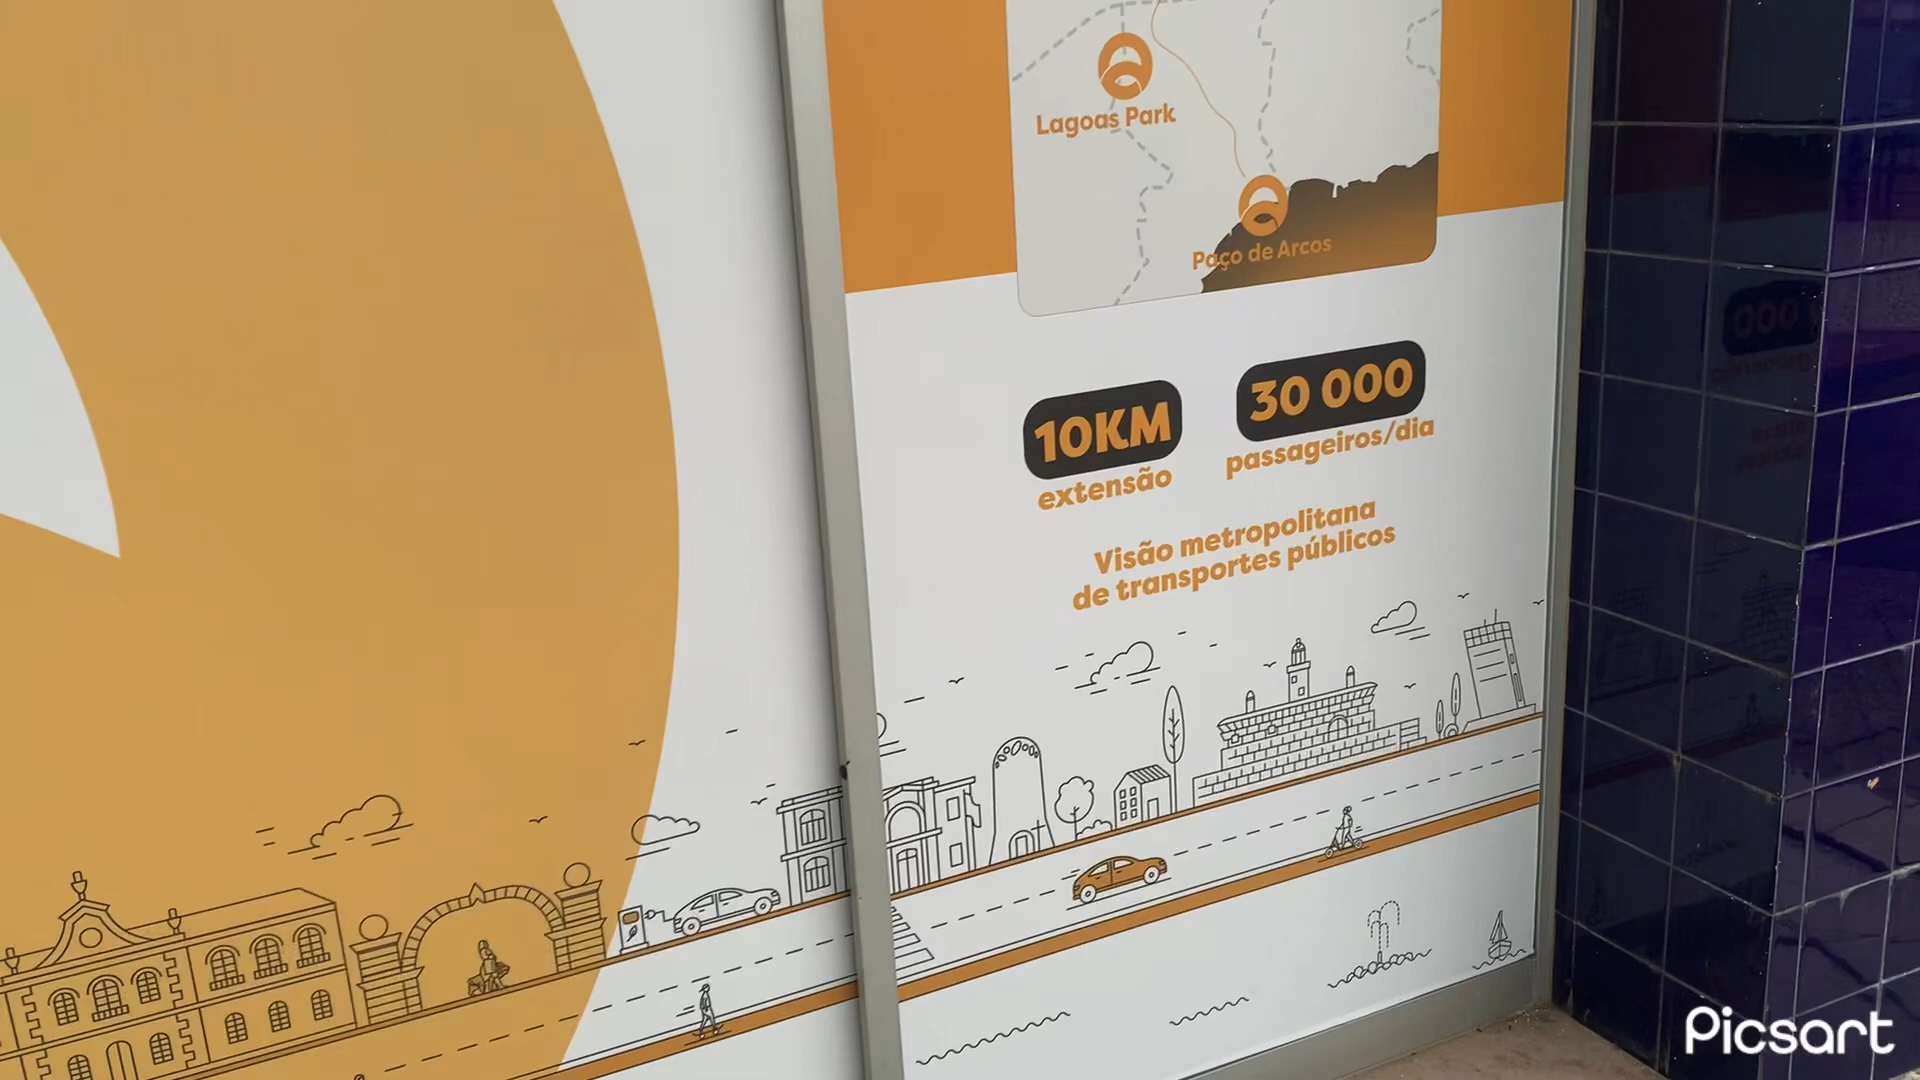 Lagoas Park
Paço de Arcos
10KM
extensão
30 000
passageiros/dia
Visão metropolitana
de transportes públicos
Picsart